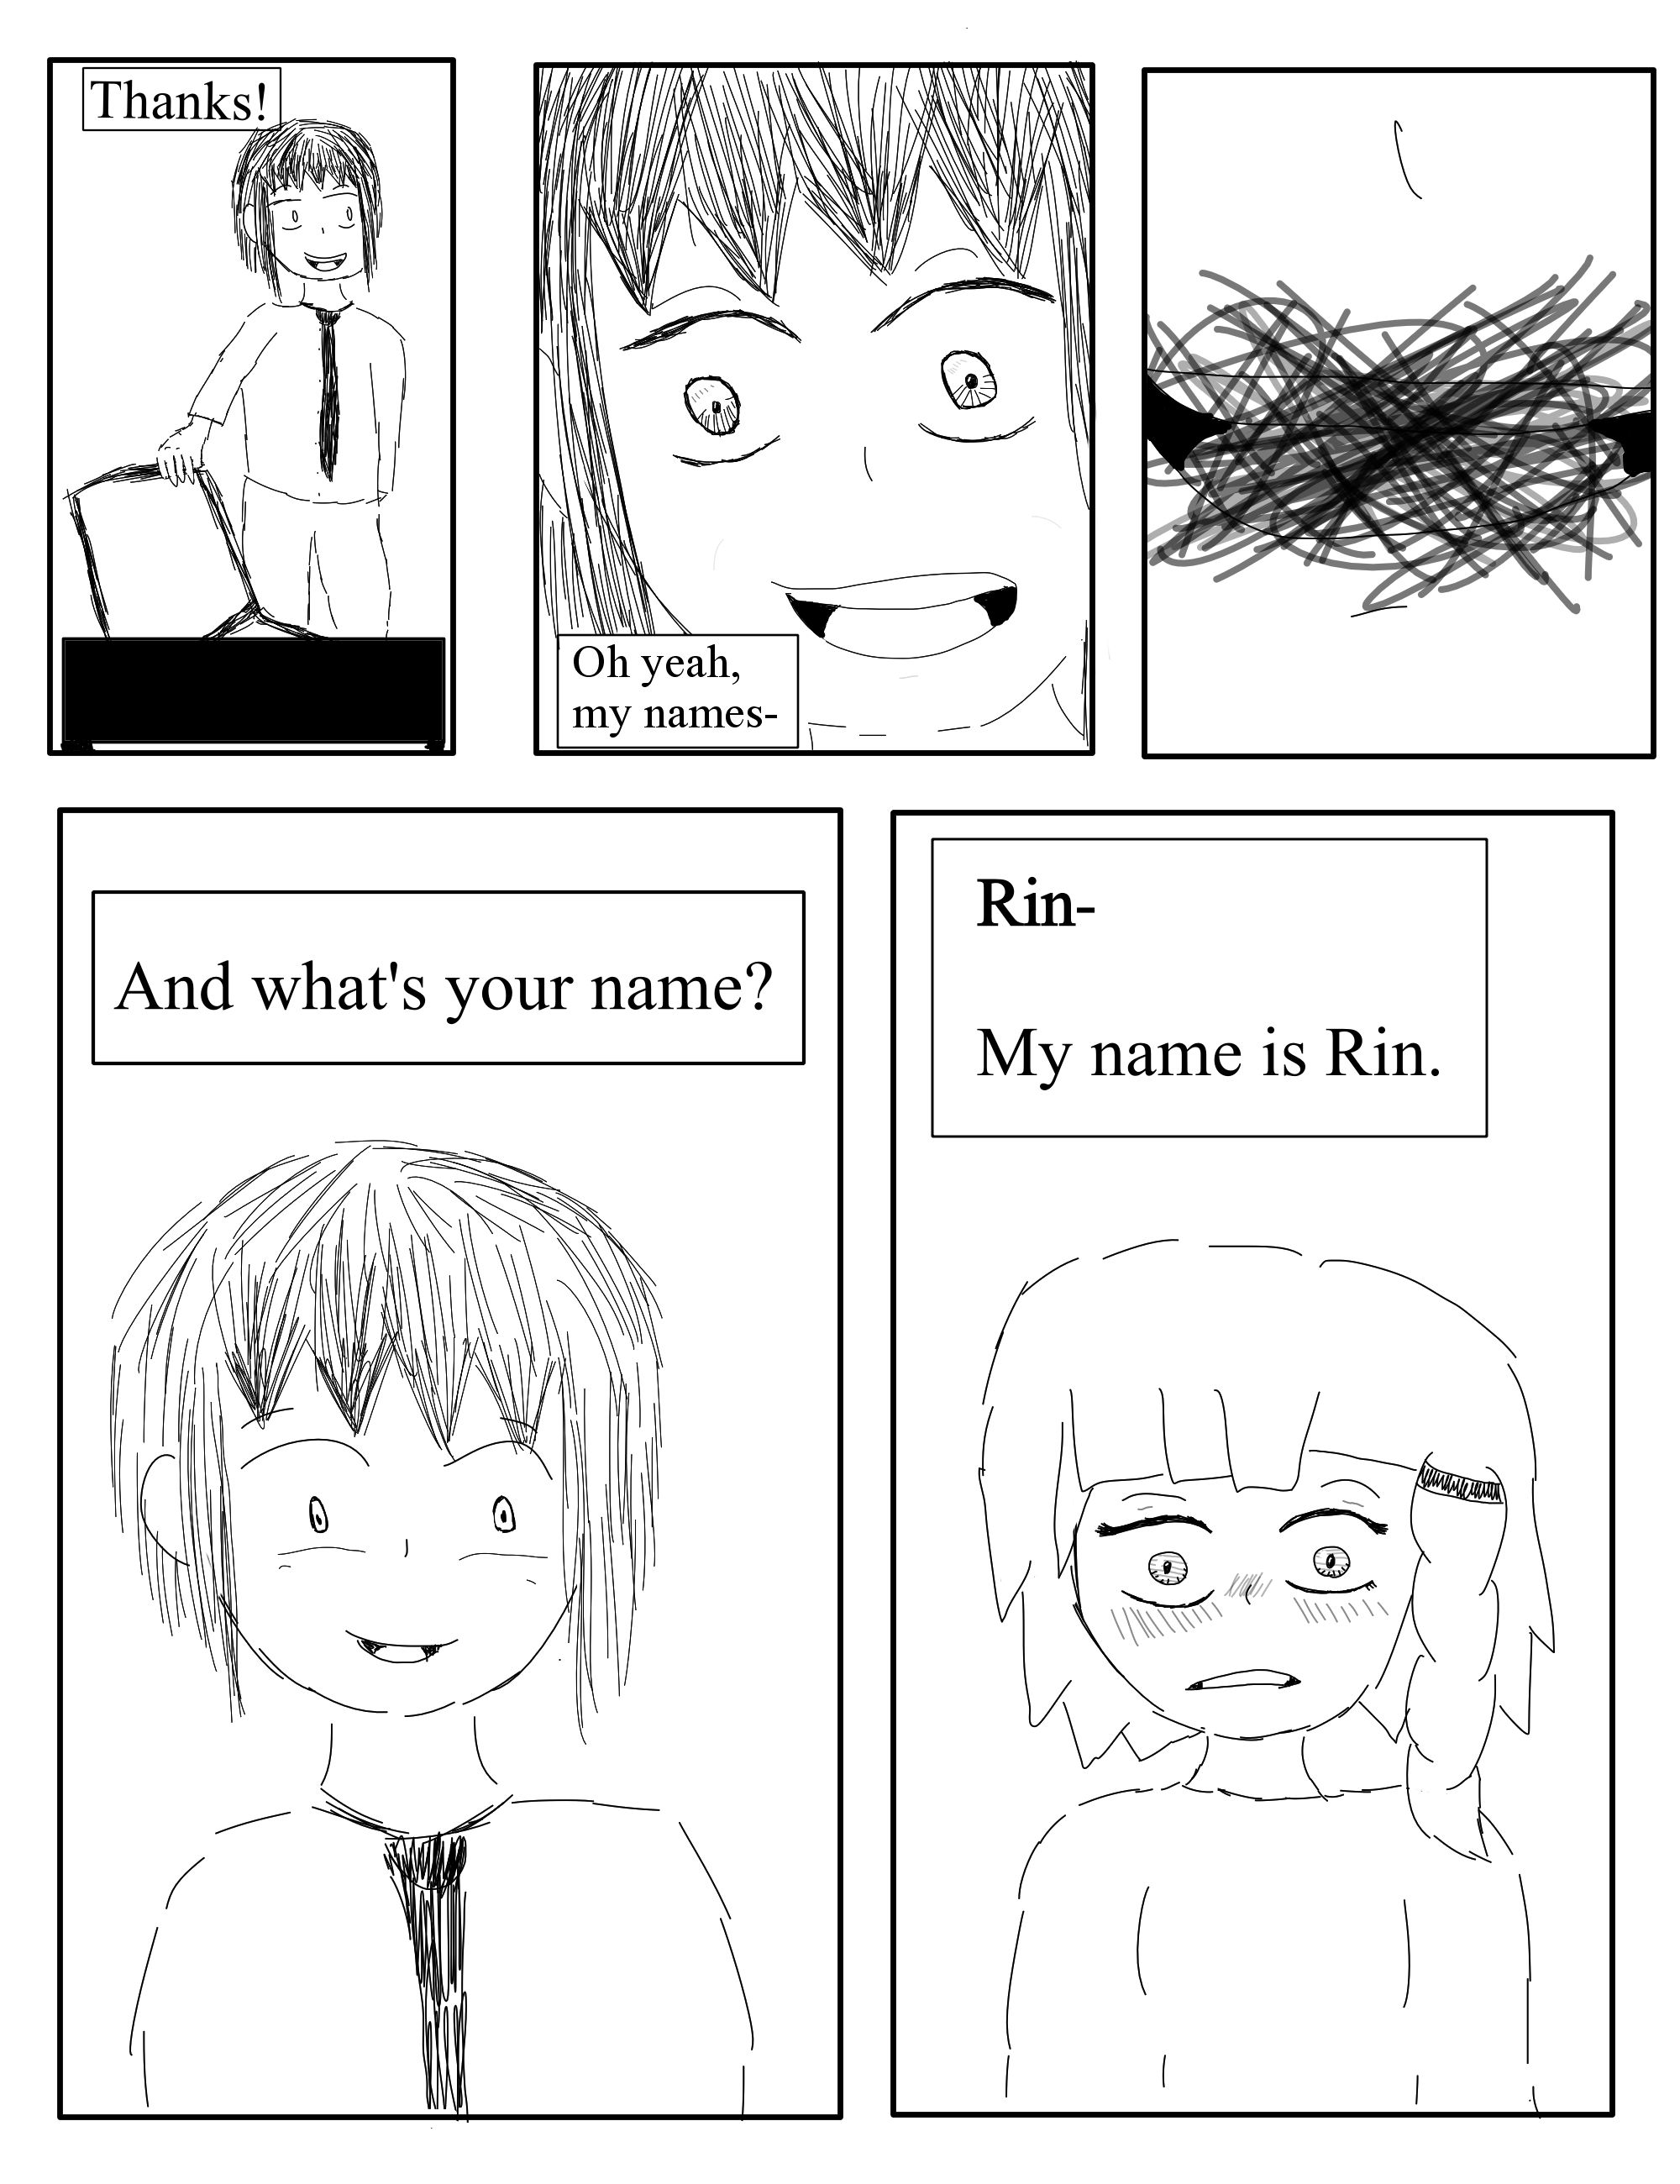 Thanks!
Oh yeah,
my names-
And what's your name?
Rin-
My name is Rin.